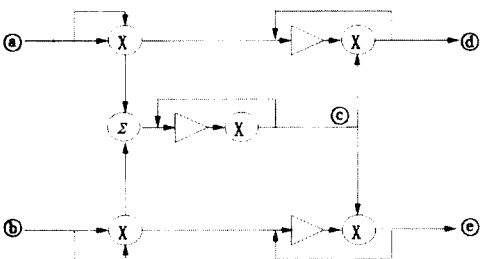 ⓐ X X ⓓ
Σ X ⓒ
ⓑ X X ⓔ